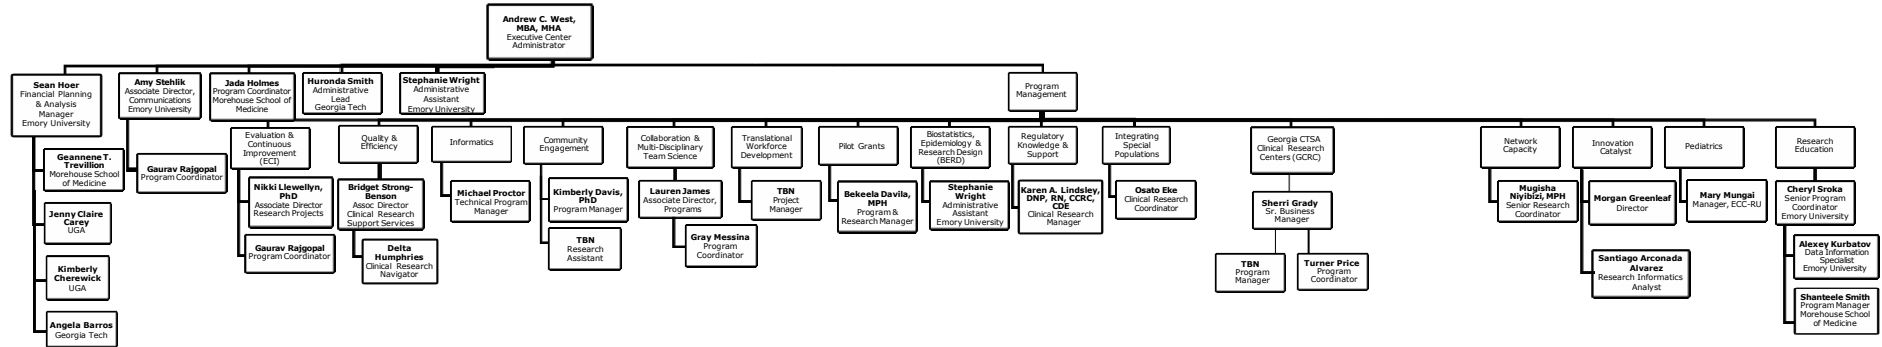 Andrew C. West,
MBA, MHA
Executive Center
Administrator
Sean Hoer
Financial Planning
& Analysis
Manager
Emory University
Amy Stehlik
Associate Director,
Communications
Emory University
Jada Holmes
Program Coordinator
Morehouse School of
Medicine
Huronda Smith
Administrative
Lead
Georgia Tech
Stephanie Wright
Administrative
Assistant
Emory University
Program
Management
Geannene T.
Trevillion
Morehouse School
of Medicine
Jenny Claire
Carey
UGA
Kimberly
Cherewick
UGA
Angela Barros
Georgia Tech
Gaurav Rajgopal
Program Coordinator
Evaluation &
Continuous
Improvement
(ECI)
Nikki Llewellyn,
PhD
Associate Director
Research Projects
Gaurav Rajgopal
Program Coordinator
Quality &
Efficiency
Bridget Strong-
Benson
Assoc Director
Clinical Research
Support Services
Delta
Humphries
Clinical Research
Navigator
Informatics
Michael Proctor
Technical Program
Manager
Community
Engagement
Kimberly Davis,
PhD
Program Manager
TBN
Research
Assistant
Collaboration &
Multi-Disciplinary
Team Science
Lauren James
Associate Director,
Programs
Gray Messina
Program
Coordinator
Translational
Workforce
Development
TBN
Project
Manager
Pilot Grants
Bekeela Davila,
MPH
Program &
Research Manager
Biostatistics,
Epidemiology &
Research Design
(BERD)
Stephanie
Wright
Administrative
Assistant
Emory University
Regulatory
Knowledge &
Support
Karen A. Lindsley,
DNP, RN, CCRC,
CDE
Clinical Research
Manager
Integrating
Special
Populations
Osato Eke
Clinical Research
Coordinator
Georgia CTSA
Clinical Research
Centers (GCRC)
Sherri Grady
Sr. Business
Manager
TBN
Program
Manager
Turner Price
Program
Coordinator
Network
Capacity
Mugisha
Niyibizi, MPH
Senior Research
Coordinator
Innovation
Catalyst
Morgan Greenleaf
Director
Santiago Arconada
Alvarez
Research Informatics
Analyst
Pediatrics
Mary Mungai
Manager, ECC-RU
Research
Education
Cheryl Sroka
Senior Program
Coordinator
Emory University
Alexey Kurbatov
Data Information
Specialist
Emory University
Shanteele Smith
Program Manager
Morehouse School
of Medicine